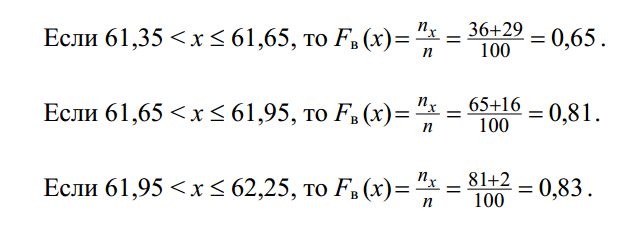 Если 61,35 < x ≤ 61,65, то Fв (x) = nx/n = 36+29/100 = 0,65.
Если 61,65 < x ≤ 61,95, то Fв (x) = nx/n = 65+16/100 = 0,81.
Если 61,95 < x ≤ 62,25, то Fв (x) = nx/n = 81+2/100 = 0,83.